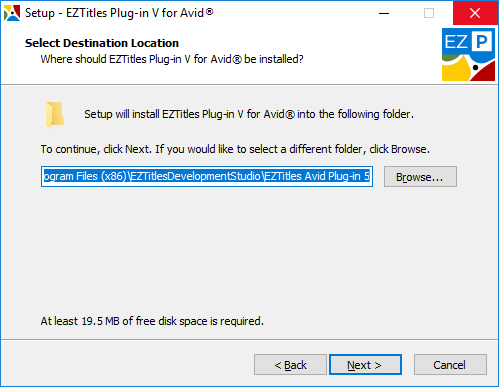 Setup - EZTitles Plug-in V for Avid®
Select Destination Location
Where should EZTitles Plug-in V for Avid® be installed?
EZ P
Setup will install EZTitles Plug-in V for Avid® into the following folder.
To continue, click Next. If you would like to select a different folder, click Browse.
ogram Files (x86)\EZTitlesDevelopmentStudio\EZTitles Avid Plug-in 5
Browse...
At least 19.5 MB of free disk space is required.
< Back
Next >
Cancel